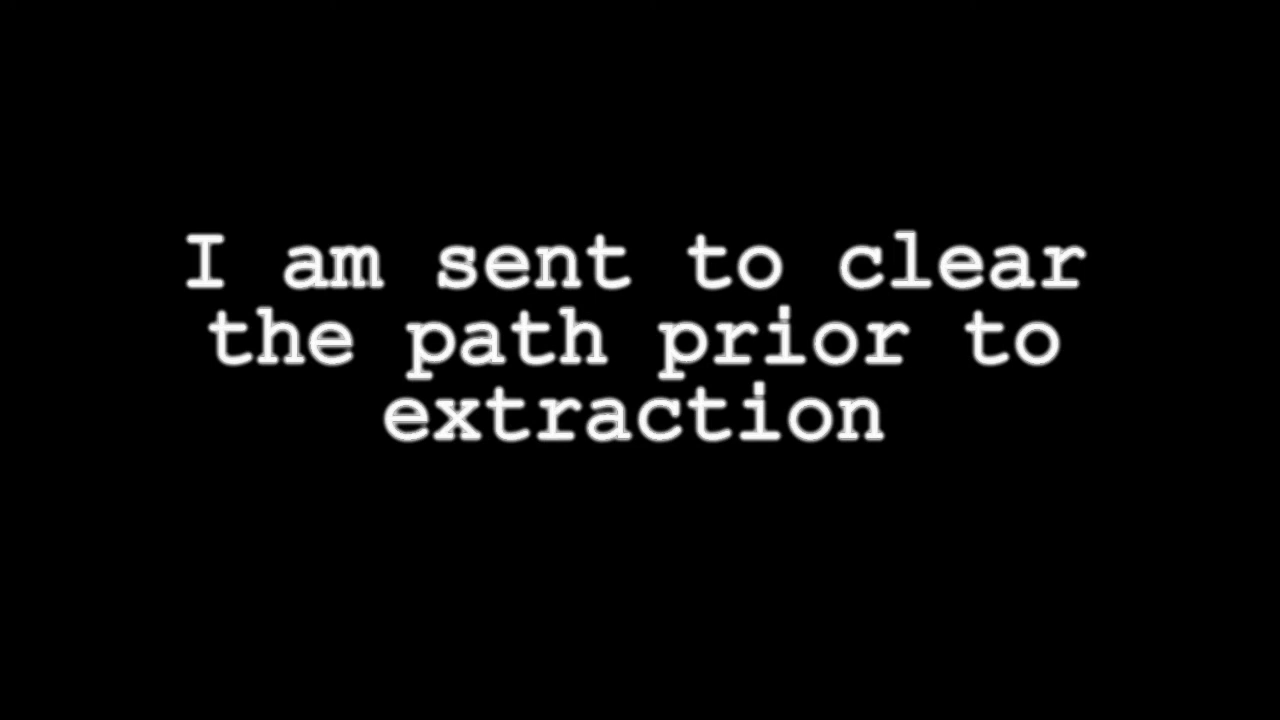 I am sent to clear
the path prior to
extraction